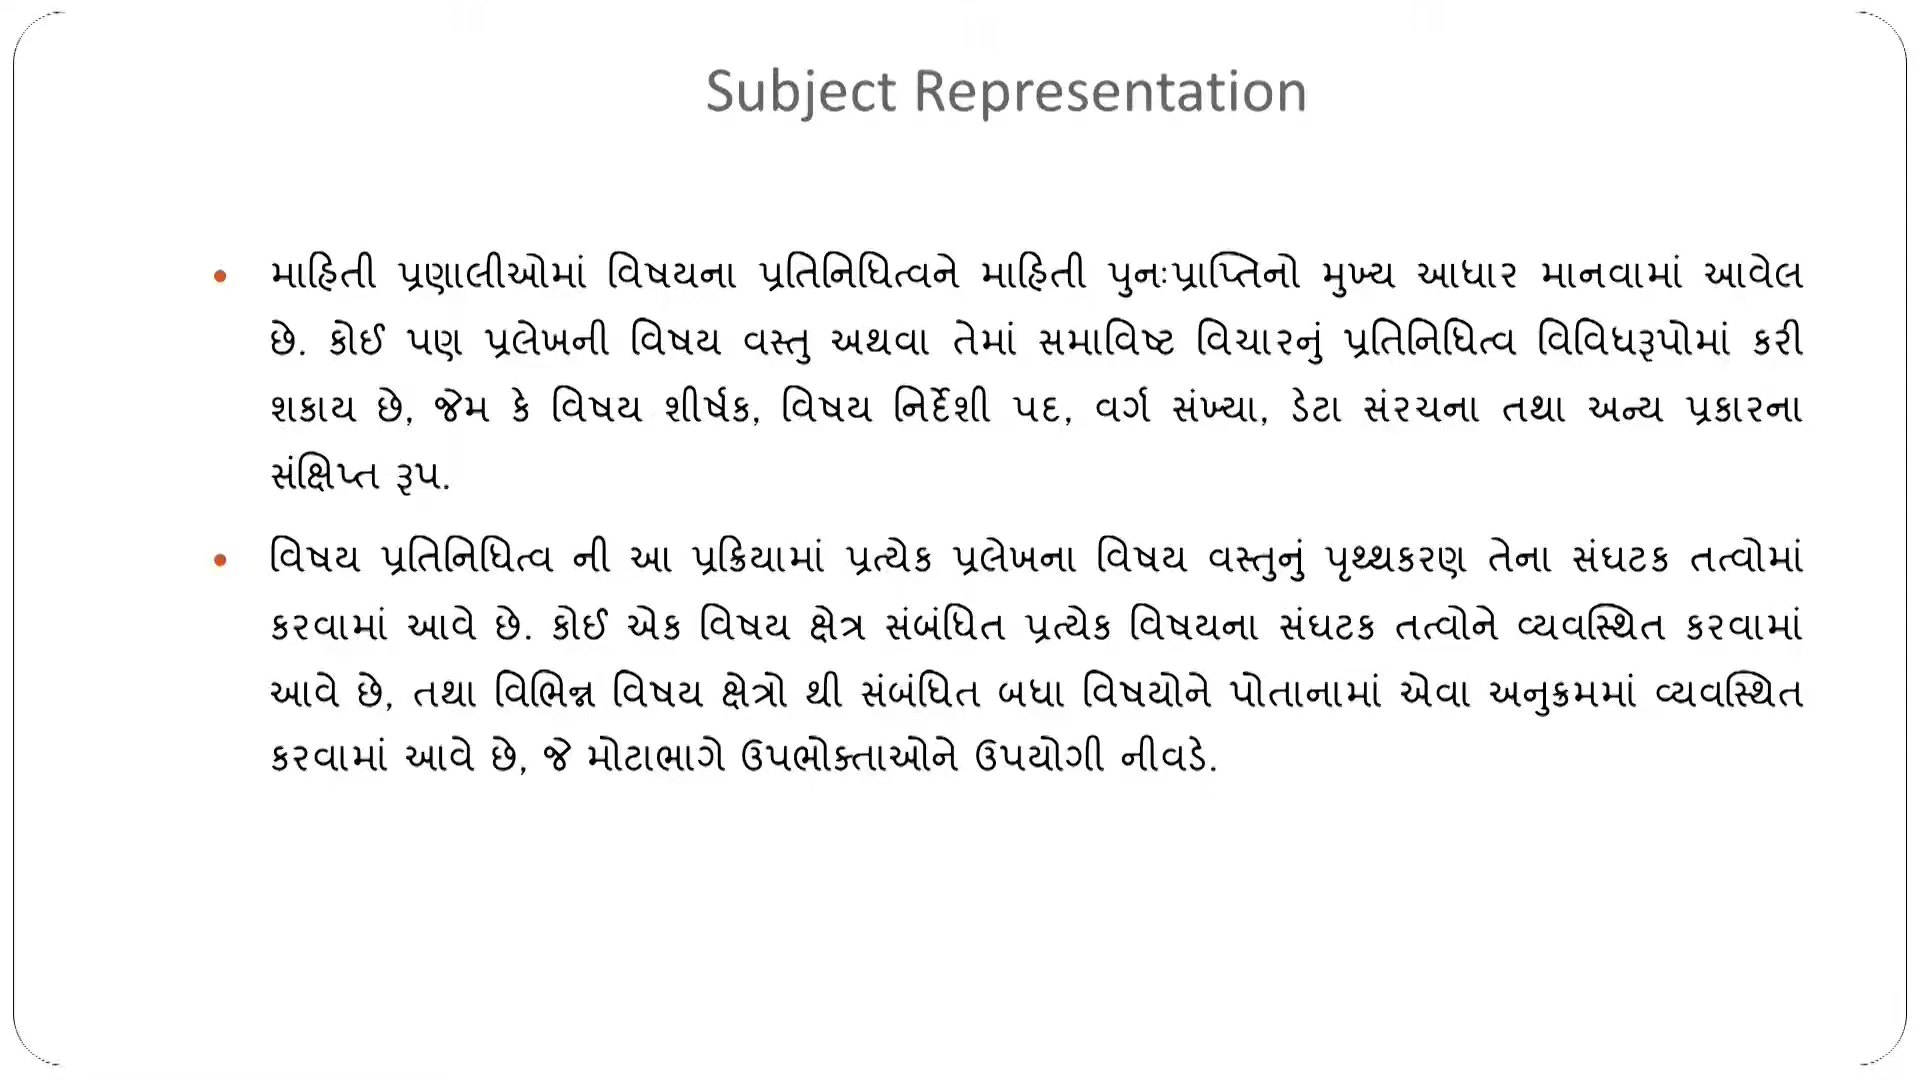 Subject Representation
• માહિતી પ્રણાલીઓમાં વિષયના પ્રતિનિધિત્વને માહિતી પુનઃપ્રાપ્તિનો મુખ્ય આધાર માનવામાં આવેલ
છે. કોઈ પણ પ્રલેખની વિષય વસ્તુ અથવા તેમાં સમાવિષ્ટ વિચારનું પ્રતિનિધિત્વ વિવિધરૂપોમાં કરી
શકાય છે, જેમ કે વિષય શીર્ષક, વિષય નિર્દેશી પદ, વર્ગ સંખ્યા, ડેટા સંરચના તથા અન્ય પ્રકારના
સંક્ષિપ્ત રૂપ.
• વિષય પ્રતિનિધિત્વ ની આ પ્રક્રિયામાં પ્રત્યેક પ્રલેખના વિષય વસ્તુનું પૃથ્થકરણ તેના સંઘટક તત્વોમાં
કરવામાં આવે છે. કોઈ એક વિષય ક્ષેત્ર સંબંધિત પ્રત્યેક વિષયના સંઘટક તત્વોને વ્યવસ્થિત કરવામાં
આવે છે, તથા વિભિન્ન વિષય ક્ષેત્રો થી સંબંધિત બધા વિષયોને પોતાનામાં એવા અનુક્રમમાં વ્યવસ્થિત
કરવામાં આવે છે, જે મોટાભાગે ઉપભોક્તાઓને ઉપયોગી નીવડે.